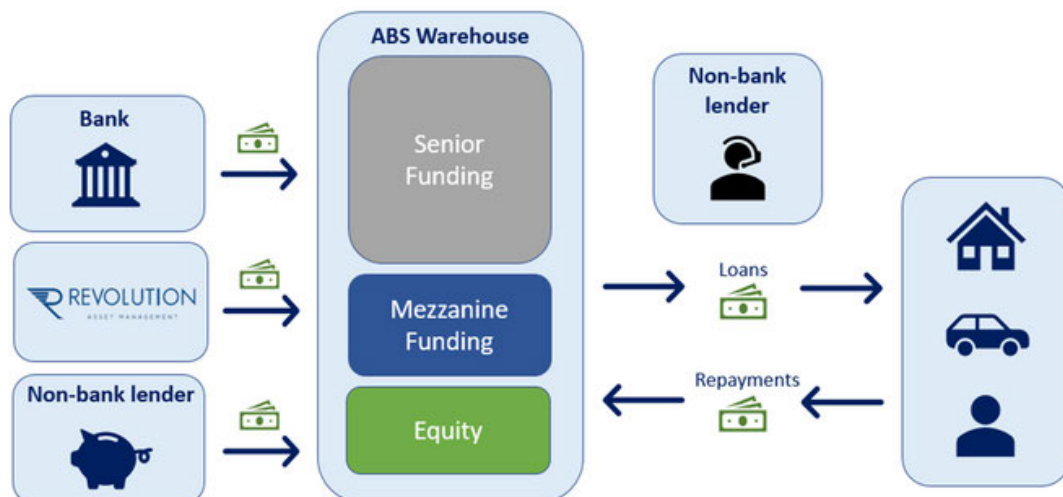 ABS Warehouse
Bank
Senior
Funding
Non-bank
lender
REVOLUTION
ASSET MANAGEMENT
Mezzanine
Funding
Loans
Non-bank lender
Equity
Repayments